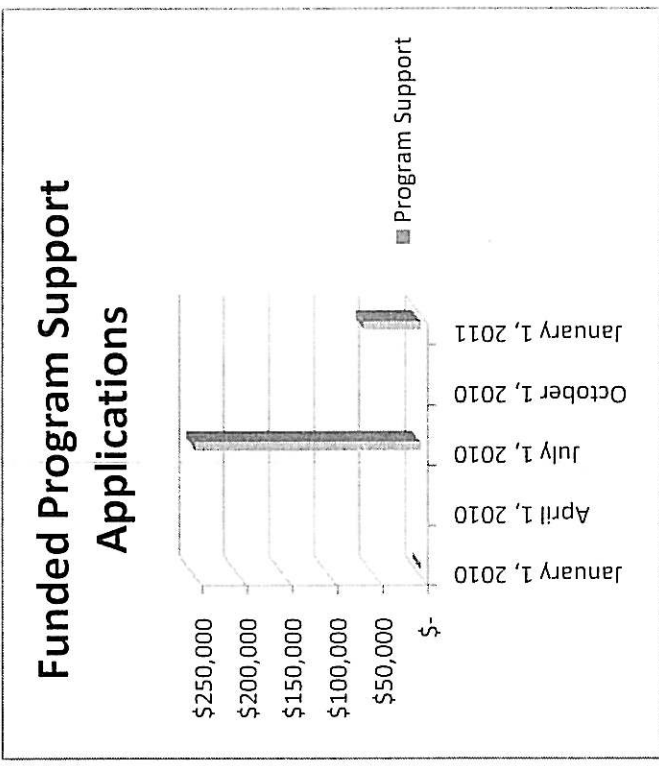 Funded Program Support
Applications
$250,000
$200,000
$150,000
$100,000
$50,000
$-
January 1, 2010
April 1, 2010
July 1, 2010
October 1, 2010
January 1, 2011
Program Support